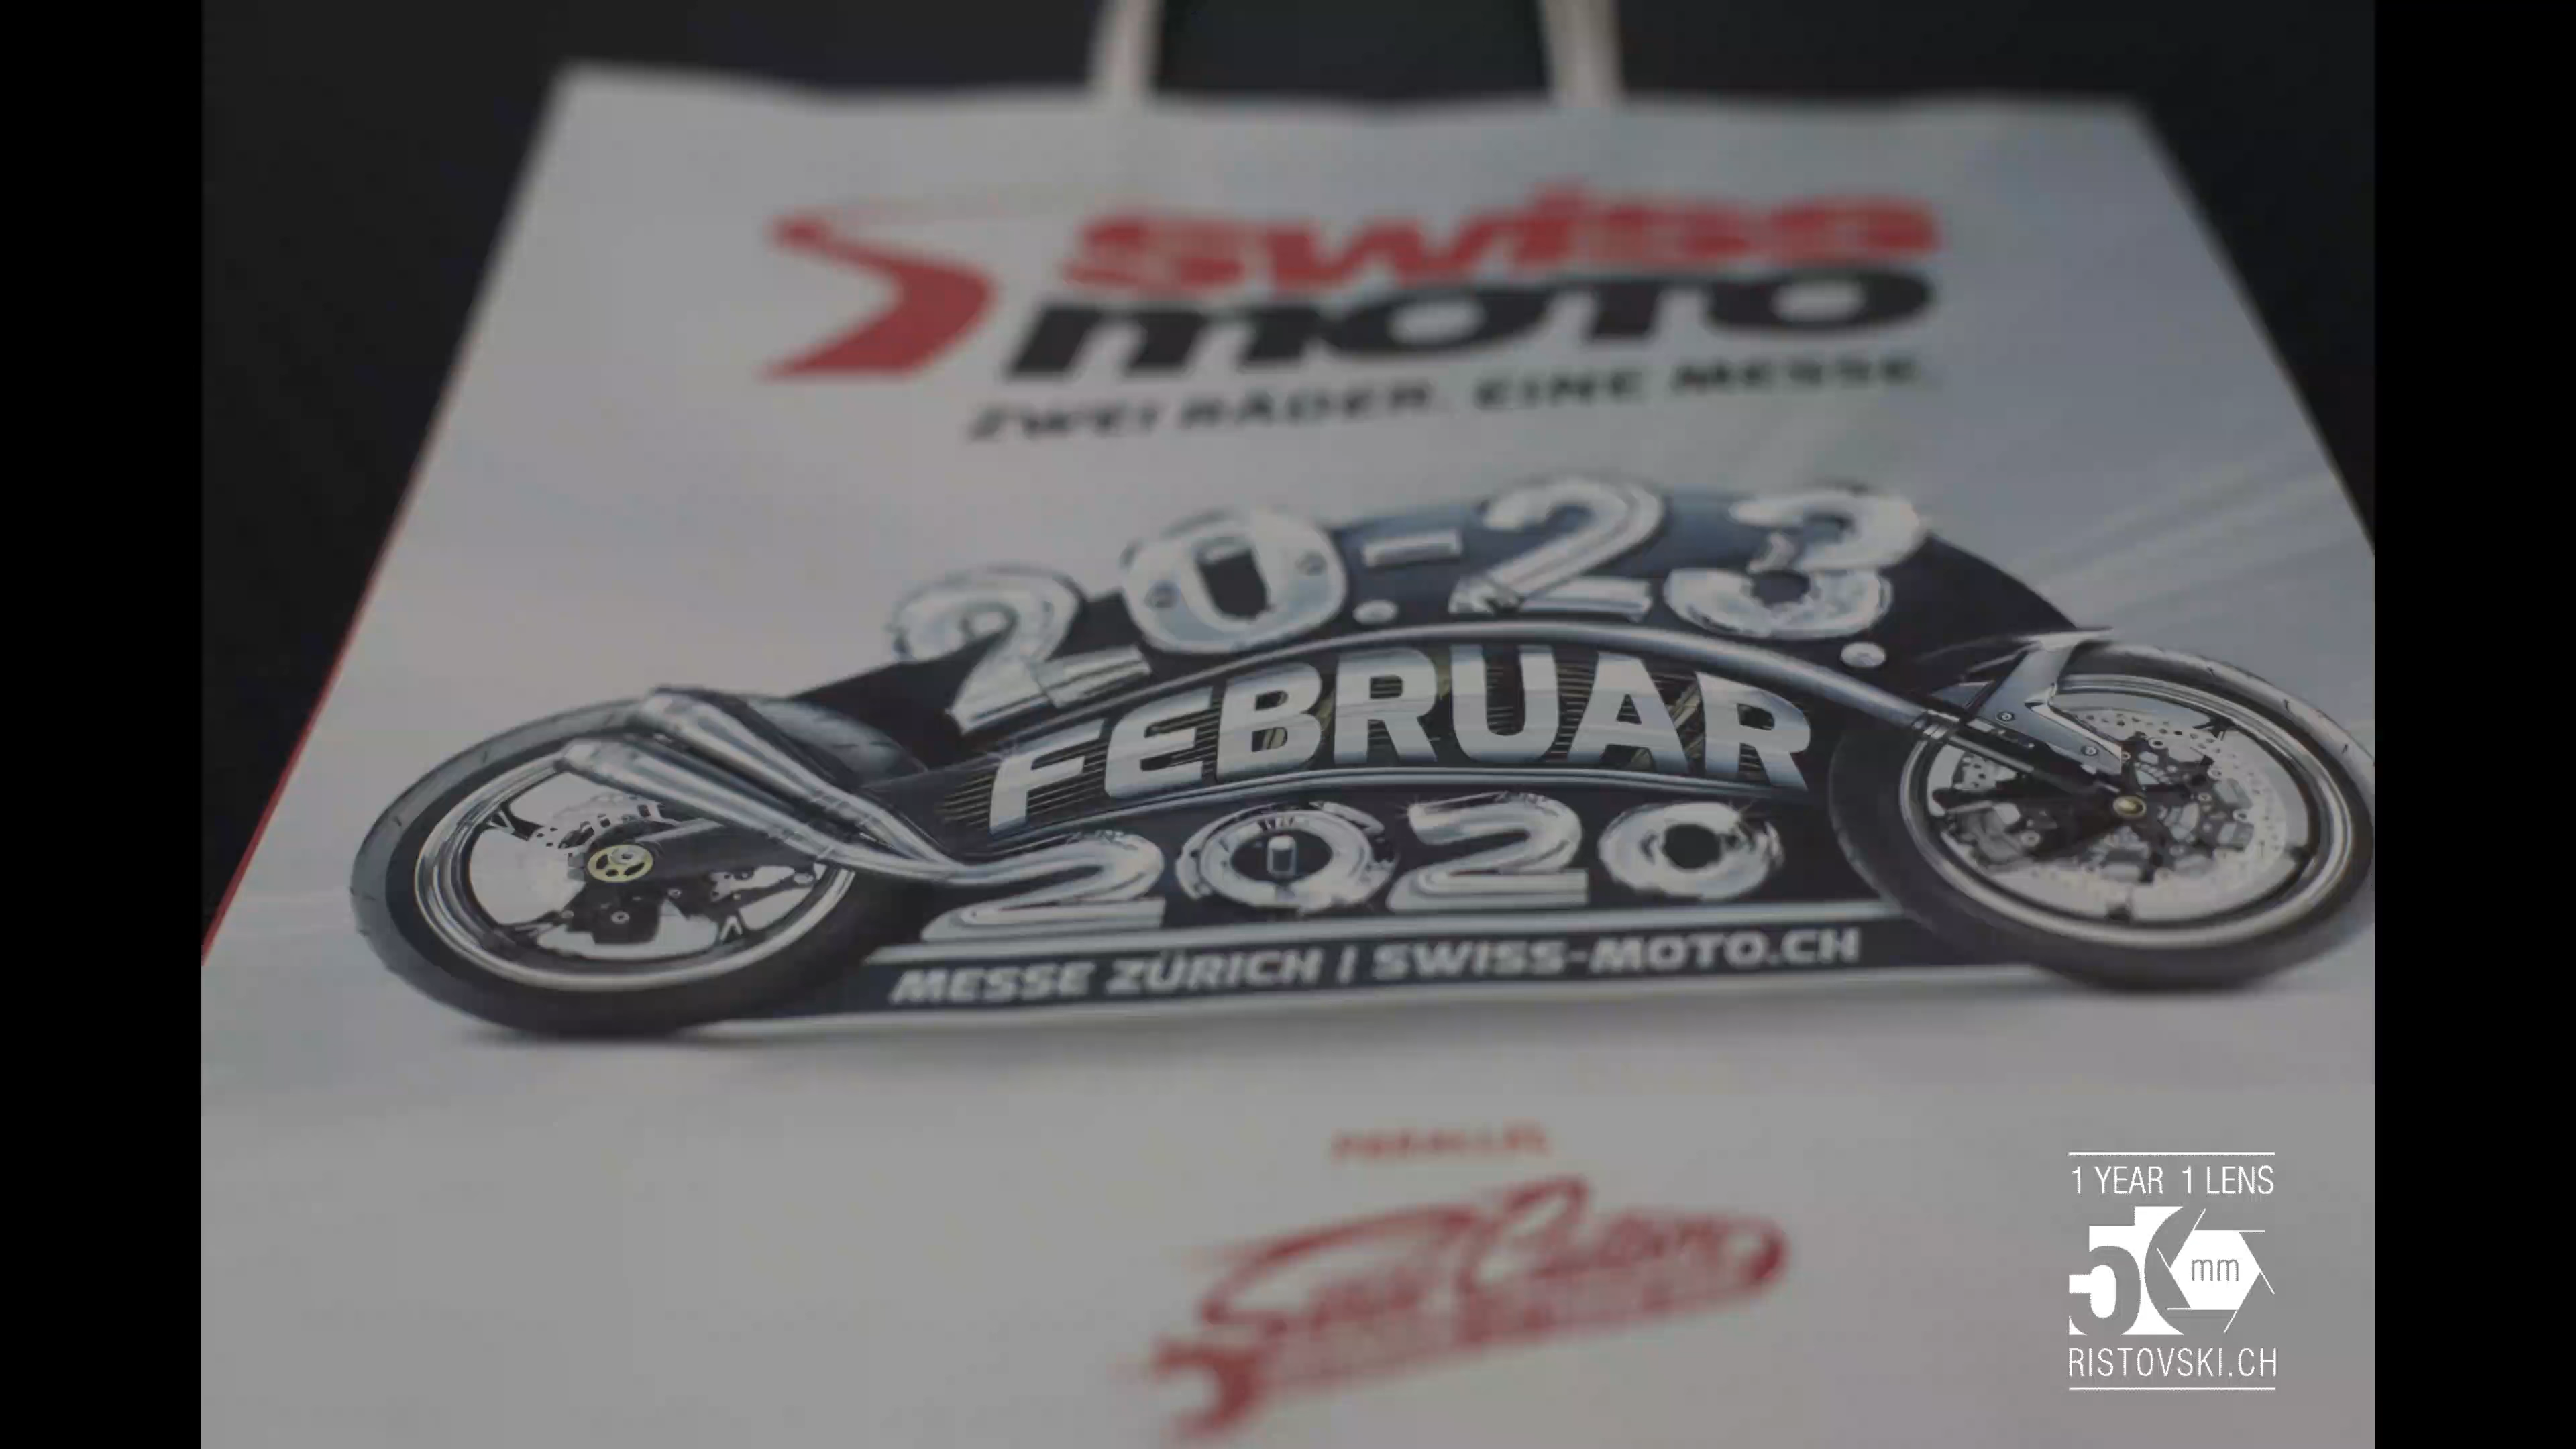 swiss
moto
ZWEI RÄDER. EINE MESSE.
20.-23.
FEBRUAR
2020
MESSE ZÜRICH | SWISS-MOTO.CH
PARALLEL
1 YEAR 1 LENS
50 mm
RISTOVSKI.CH